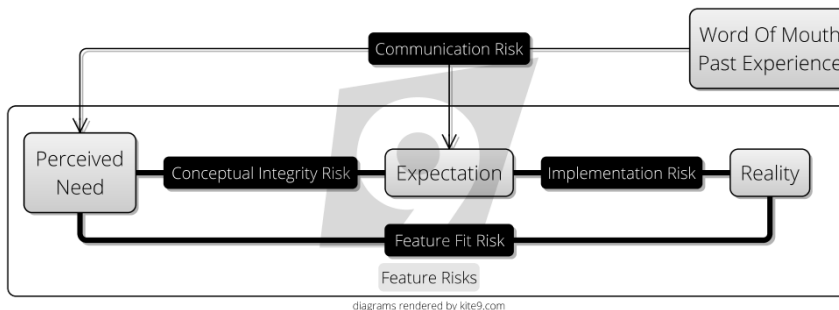 Word Of Mouth
Past Experience
Communication Risk
Perceived
Need
Conceptual Integrity Risk
Expectation
Implementation Risk
Reality
Feature Fit Risk
Feature Risks
diagrams rendered by kite9.com